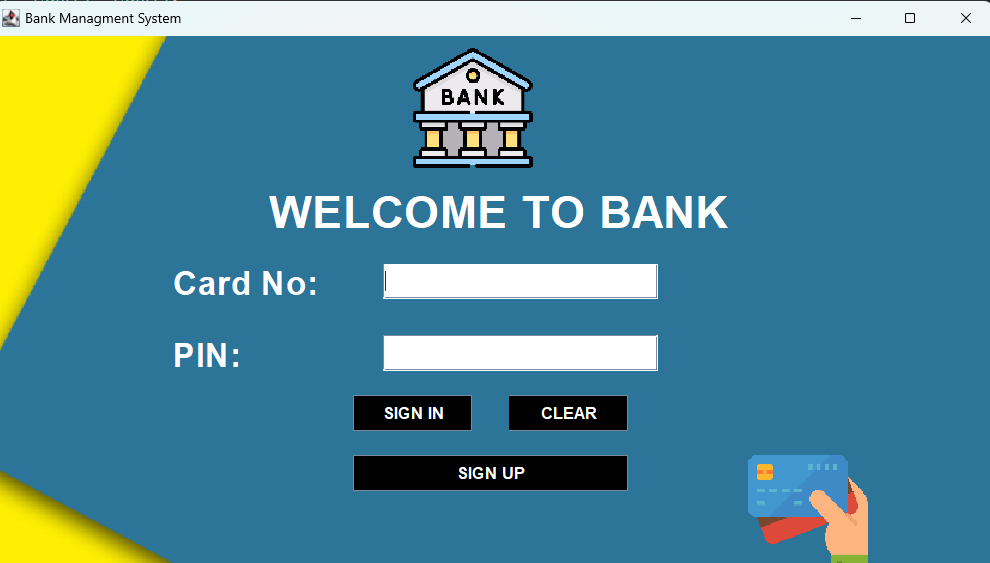 Bank Managment System
BANK
WELCOME TO BANK
Card No:
PIN:
SIGN IN CLEAR
SIGN UP